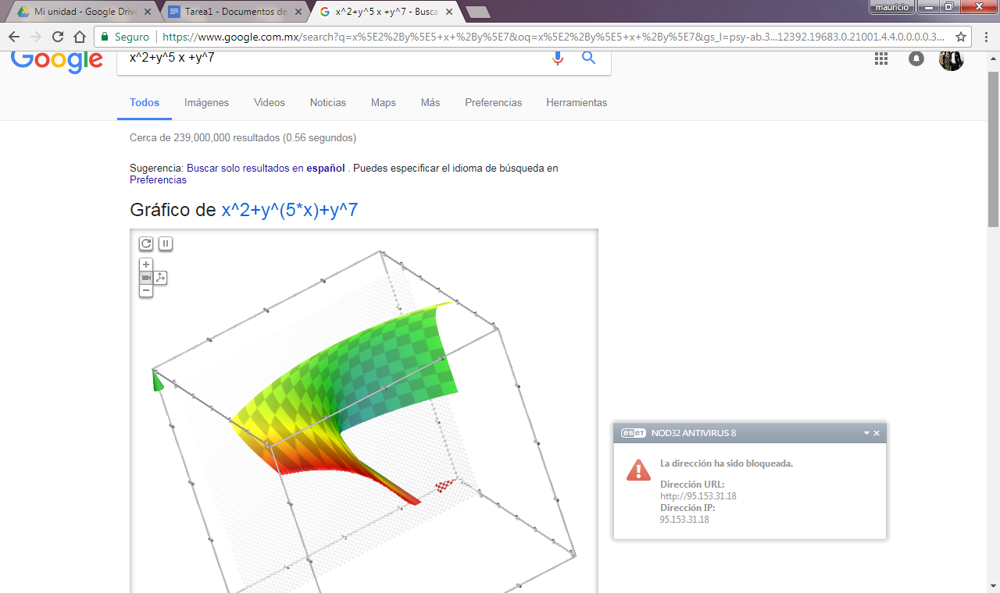 mauricio
Mi unidad - Google Drive
Tarea1 - Documentos de
x^2+y^5 x +y^7 - Busca
Seguro
https://www.google.com.mx/search?q=x%5E2%2By%5E5+x+%2By%5E7&oq=x%5E2%2By%5E5+x+%2By%5E7&gs_l=psy-ab.3...12392.19683.0.21001.4.4.0.0.0.0.3...
Google
x^2+y^5 x +y^7
Todos
Imágenes
Videos
Noticias
Maps
Más
Preferencias
Herramientas
Cerca de 239,000,000 resultados (0.56 segundos)
Sugerencia: Buscar solo resultados en español . Puedes especificar el idioma de búsqueda en
Preferencias
Gráfico de x^2+y^(5*x)+y^7
eseT NOD32 ANTIVIRUS 8
La dirección ha sido bloqueada.
Dirección URL:
http://95.153.31.18
Dirección IP:
95.153.31.18